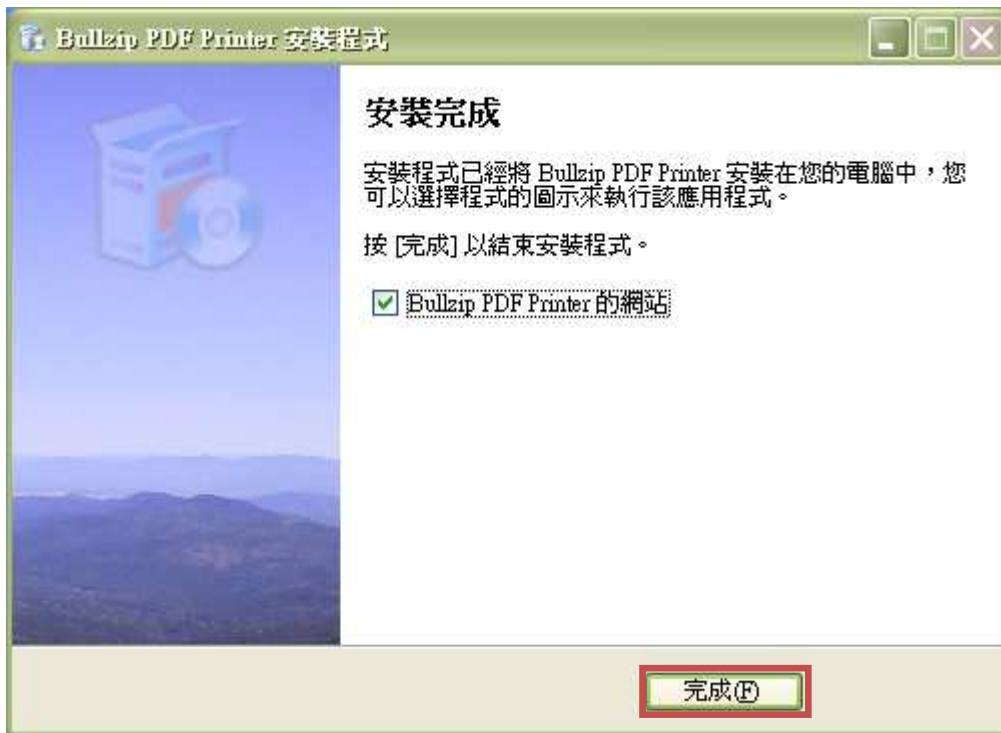 Bullzip PDF Printer 安裝程式
安裝完成
安裝程式已經將 Bullzip PDF Printer 安裝在您的電腦中，您
可以選擇程式的圖示來執行該應用程式。
按 [完成] 以結束安裝程式。
Bullzip PDF Printer 的網站
完成(F)